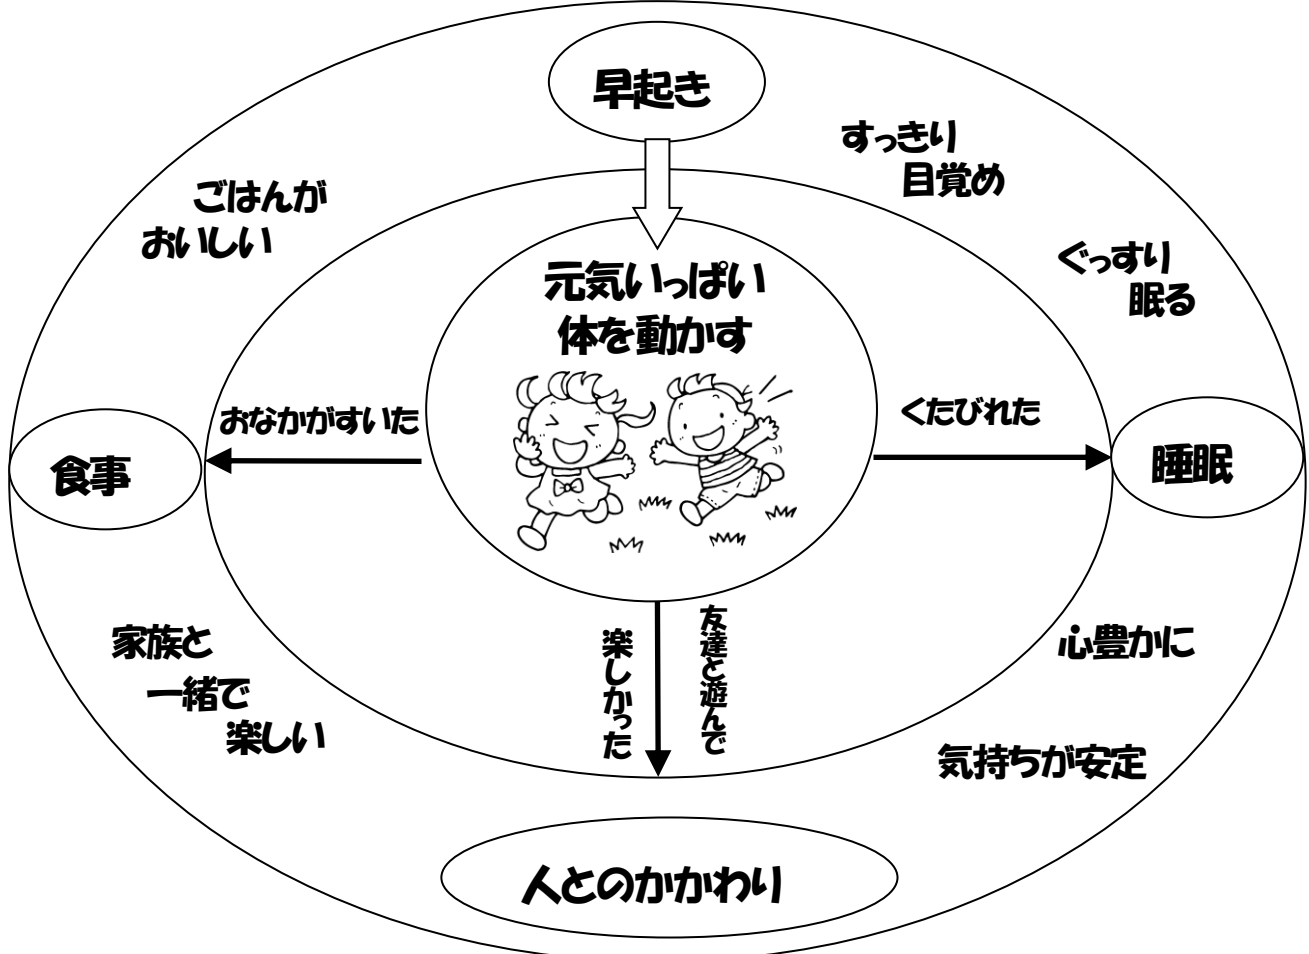 早起き
すっきり
目覚め
ごはんが
おいしい
ぐっすり
眠る
元気いっぱい
体を動かす
おなかがすいた
くたびれた
食事
睡眠
友達と遊んで
楽しかった
家族と
一緒で
楽しい
心豊かに
気持ちが安定
人とのかかわり